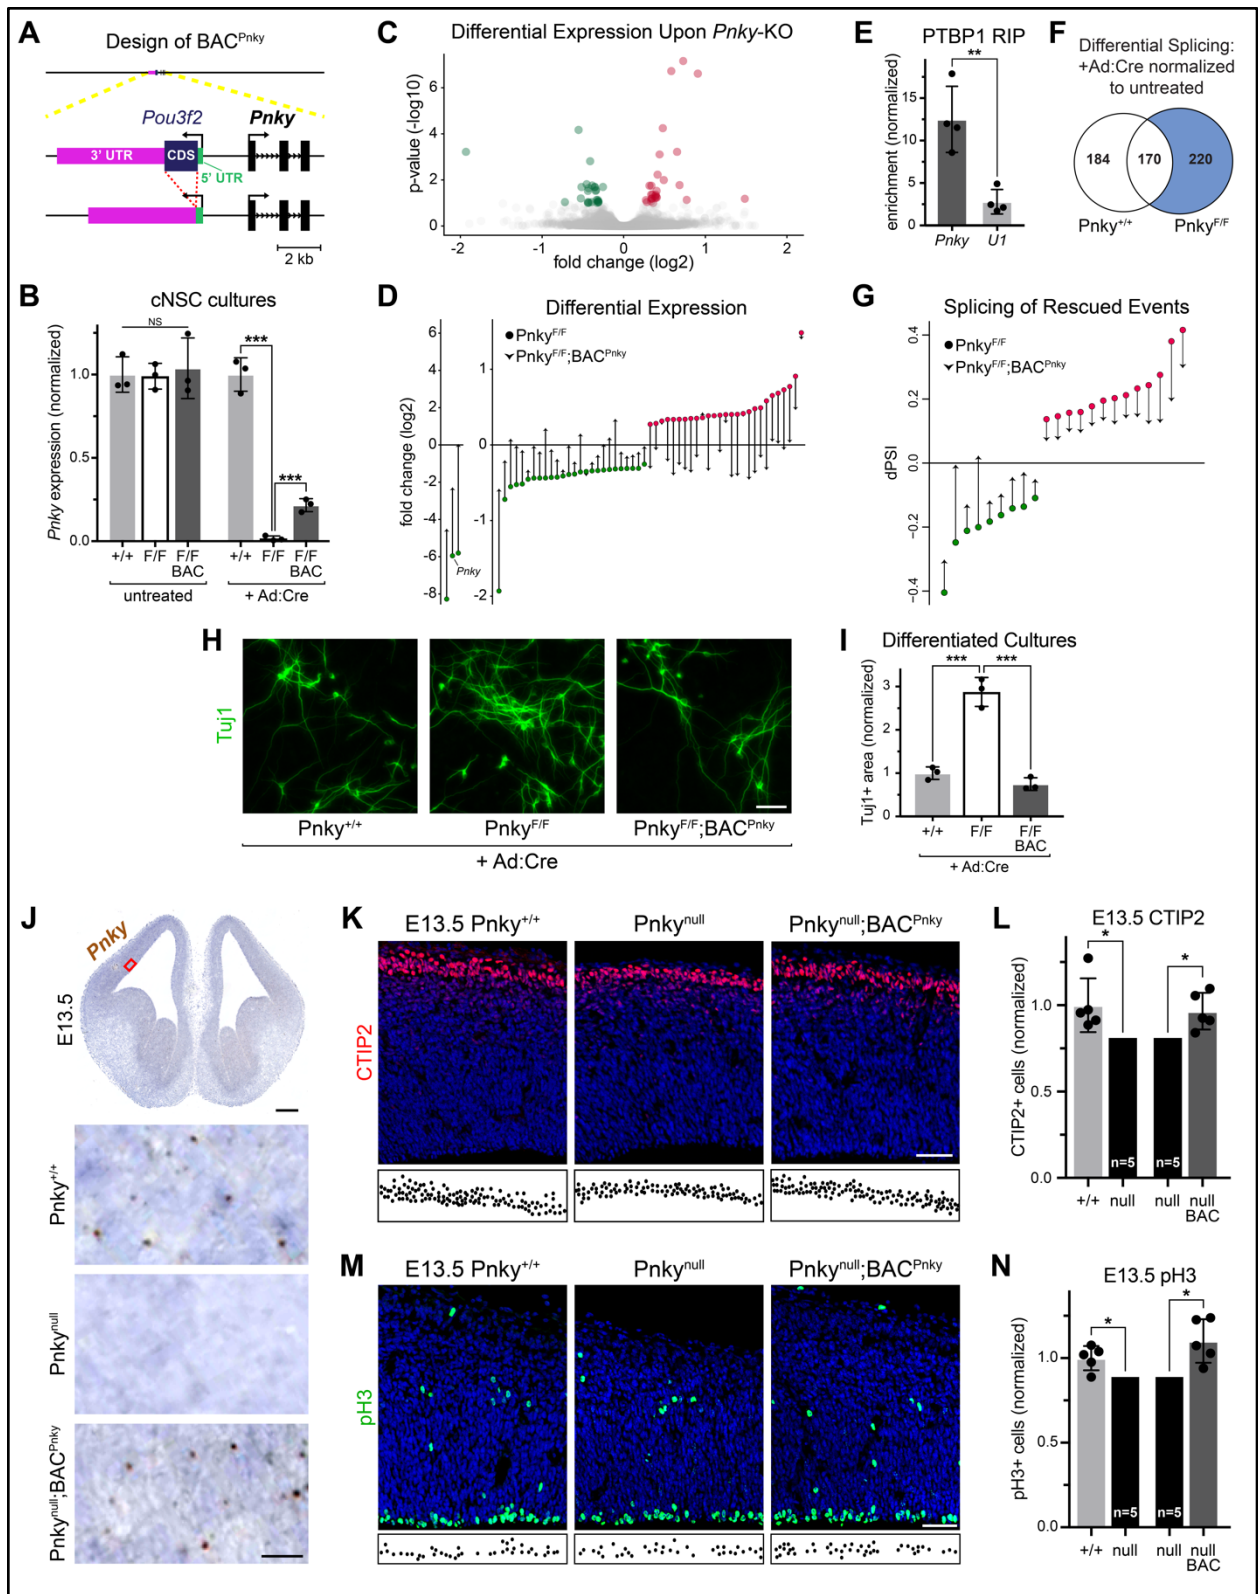 A
Design of BAC^Pnky
Pou3f2
Pnky
3' UTR
CDS
5' UTR
2 kb
B
cNSC cultures
Pnky expression (normalized)
1.0
0.5
0.0
NS
***
***
+/+ F/F F/F BAC +/+ F/F F/F BAC
untreated
+ Ad:Cre
C
Differential Expression Upon Pnky-KO
p-value (-log10)
6
4
2
0
-2 -1 0 1 2
fold change (log2)
D
Differential Expression
Pnky^F/F
Pnky^F/F;BAC^Pnky
fold change (log2)
6
4
2
0
-2
-4
-6
-8
1
0
-1
-2
Pnky
E
PTBP1 RIP
**
enrichment (normalized)
15
10
5
0
Pnky U1
F
Differential Splicing:
+Ad:Cre normalized
to untreated
184 170 220
Pnky^+/+ Pnky^F/F
G
Splicing of Rescued Events
Pnky^F/F
Pnky^F/F;BAC^Pnky
dPSI
0.4
0.2
0.0
-0.2
-0.4
H
Tuj1
Pnky^+/+ Pnky^F/F Pnky^F/F;BAC^Pnky
+ Ad:Cre
I
Differentiated Cultures
*** ***
Tuj1+ area (normalized)
3
2
1
0
+/+ F/F F/F BAC
+ Ad:Cre
J
Pnky
E13.5
Pnky^+/+
Pnky^null
Pnky^null;BAC^Pnky
K
E13.5 Pnky^+/+ Pnky^null Pnky^null;BAC^Pnky
CTIP2
L
E13.5 CTIP2
* *
CTIP2+ cells (normalized)
1.0
0.5
0.0
n=5 n=5
+/+ null null null BAC
M
E13.5 Pnky^+/+ Pnky^null Pnky^null;BAC^Pnky
pH3
N
E13.5 pH3
* *
pH3+ cells (normalized)
1.0
0.5
0.0
n=5 n=5
+/+ null null null BAC